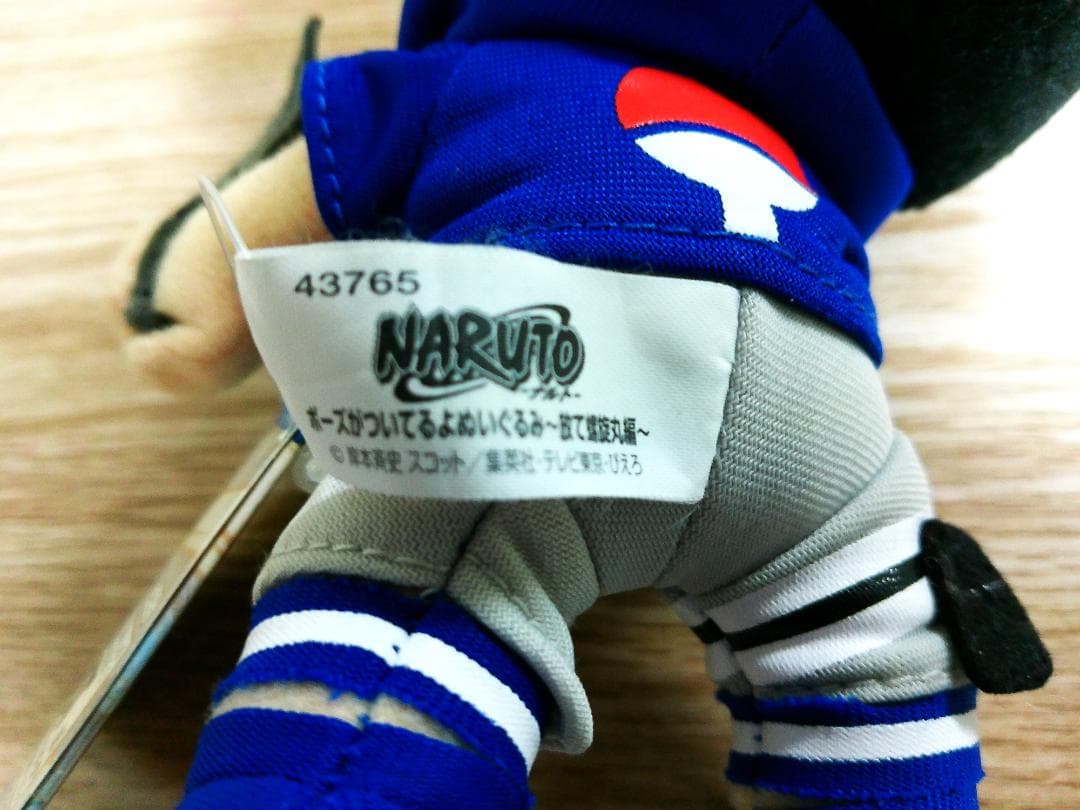 43765
NARUTO
-ナルト-
ポーズがついてるよぬいぐるみ〜放て螺旋丸編〜
© 岸本斉史 スコット／集英社・テレビ東京・ぴえろ